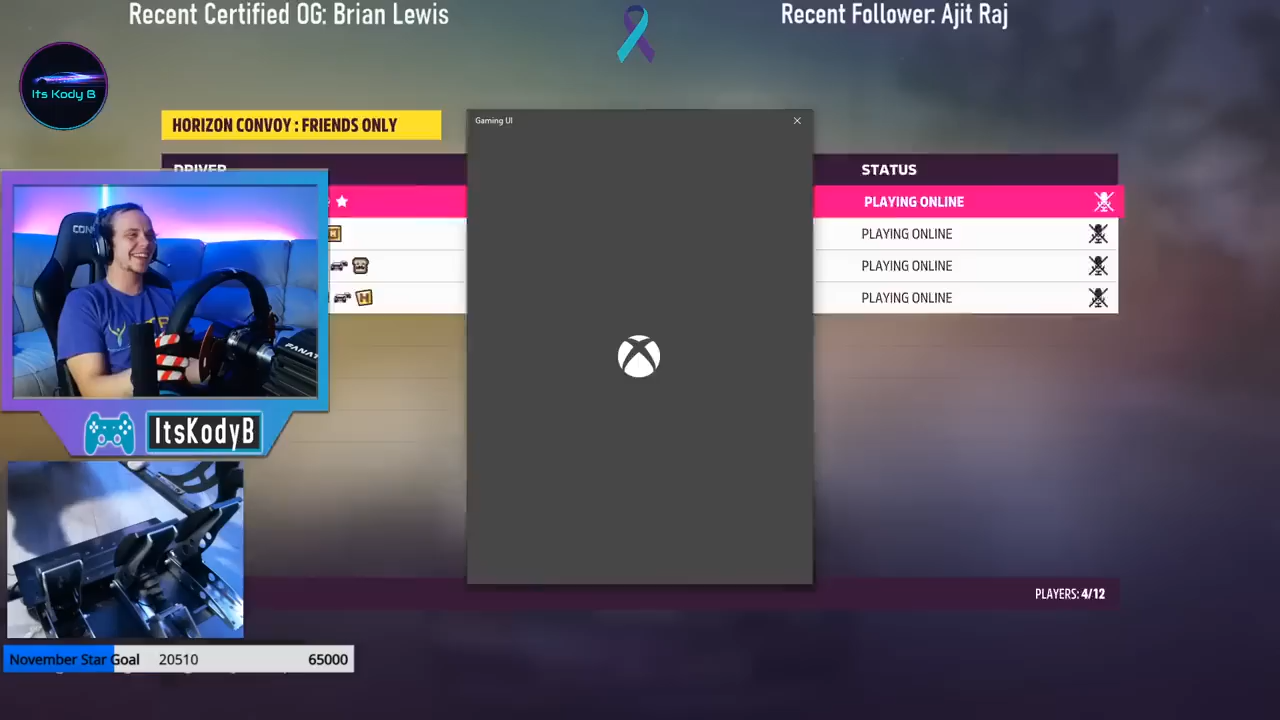 Recent Certified OG: Brian Lewis
Recent Follower: Ajit Raj
Its Kody B
HORIZON CONVOY : FRIENDS ONLY
Gaming UI
DRIVER
STATUS
PLAYING ONLINE
PLAYING ONLINE
PLAYING ONLINE
PLAYING ONLINE
ItsKodyB
PLAYERS: 4/12
November Star Goal 20510 65000